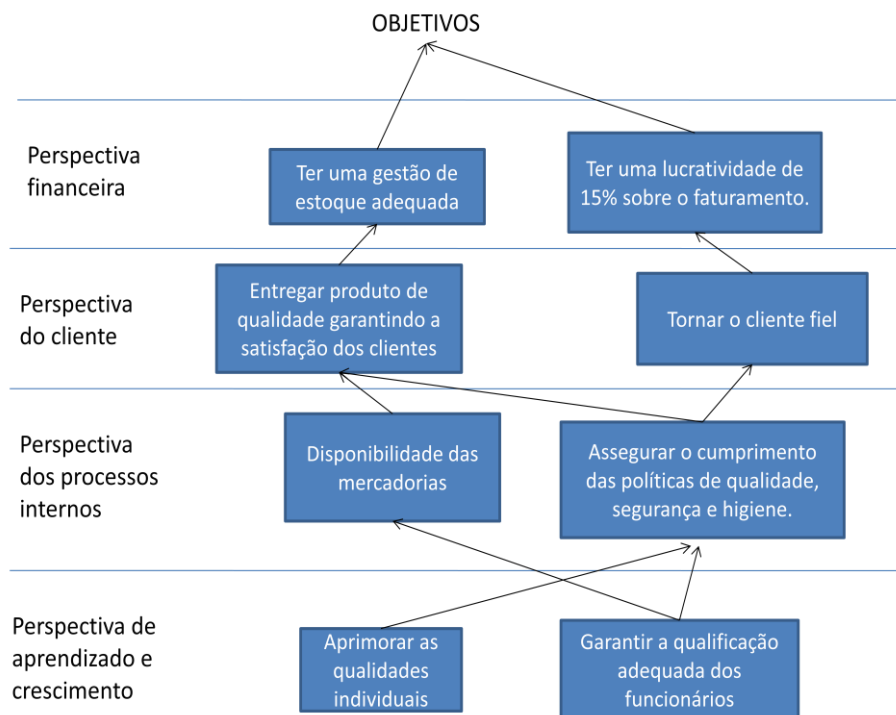 OBJETIVOS
Perspectiva
financeira
Ter uma gestão de
estoque adequada
Ter uma lucratividade de
15% sobre o faturamento.
Perspectiva
do cliente
Entregar produto de
qualidade garantindo a
satisfação dos clientes
Tornar o cliente fiel
Perspectiva
dos processos
internos
Disponibilidade das
mercadorias
Assegurar o cumprimento
das políticas de qualidade,
segurança e higiene.
Perspectiva de
aprendizado e
crescimento
Aprimorar as
qualidades
individuais
Garantir a qualificação
adequada dos
funcionários